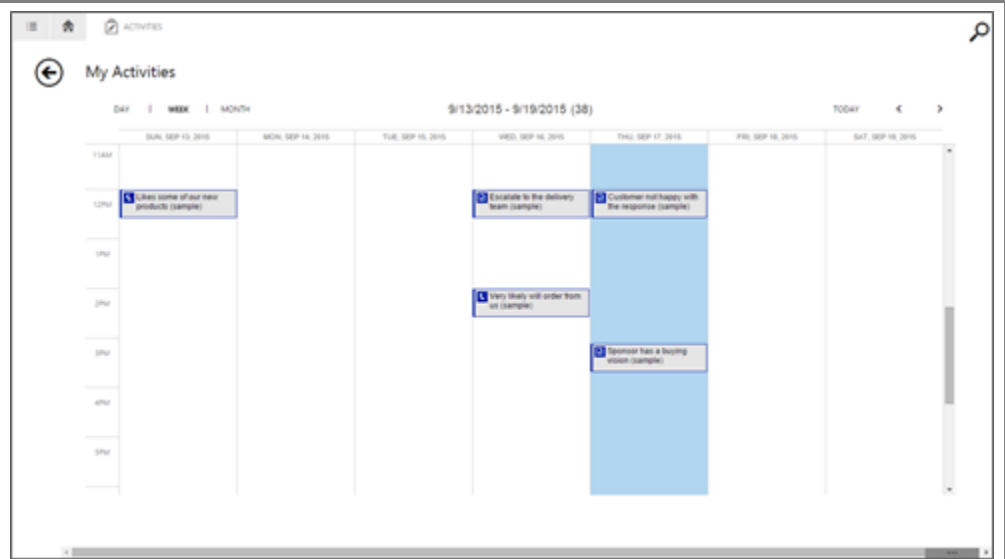 ACTIVITIES
My Activities
DAY | WEEK | MONTH
9/13/2015 - 9/19/2015 (38)
TODAY
SUN, SEP 13, 2015
MON, SEP 14, 2015
TUE, SEP 15, 2015
WED, SEP 16, 2015
THU, SEP 17, 2015
FRI, SEP 18, 2015
SAT, SEP 19, 2015
11AM
12PM
Likes some of our new
products (sample)
Escalate to the delivery
team (sample)
Customer not happy with
the response (sample)
1PM
2PM
Very likely will order from
us (sample)
3PM
Sponsor has a buying
vision (sample)
4PM
5PM